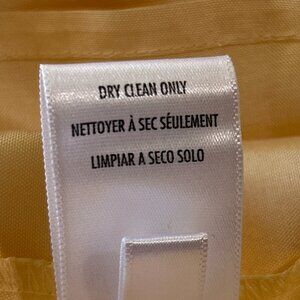 DRY CLEAN ONLY
NETTOYER À SEC SÉULEMENT
LIMPIAR A SECO SOLO